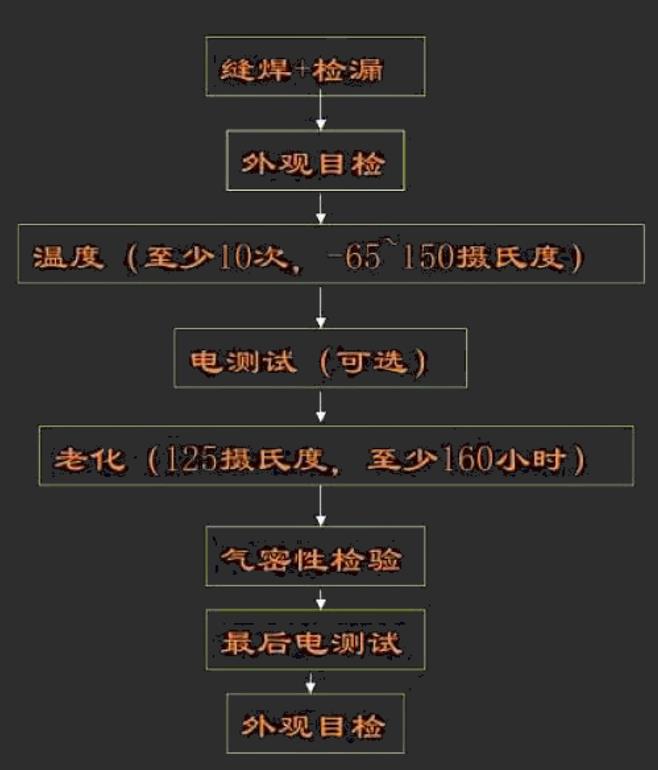 缝焊+检漏
外观目检
温度（至少10次，-65~150摄氏度）
电测试（可选）
老化（125摄氏度，至少160小时）
气密性检验
最后电测试
外观目检